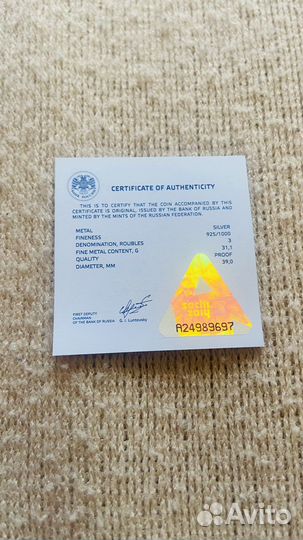 CERTIFICATE OF AUTHENTICITY
THIS IS TO CERTIFY THAT THE COIN ACCOMPANIED BY THIS
CERTIFICATE IS ORIGINAL, ISSUED BY THE BANK OF RUSSIA AND
MINTED BY THE MINTS OF THE RUSSIAN FEDERATION.
METAL SILVER
FINENESS 925/1000
DENOMINATION, ROUBLES 3
FINE METAL CONTENT, G 31,1
QUALITY PROOF
DIAMETER, MM 39,0
sochi
2014
A24989697
FIRST DEPUTY
CHAIRMAN
OF THE BANK OF RUSSIA G. I. Luntovsky
Avito